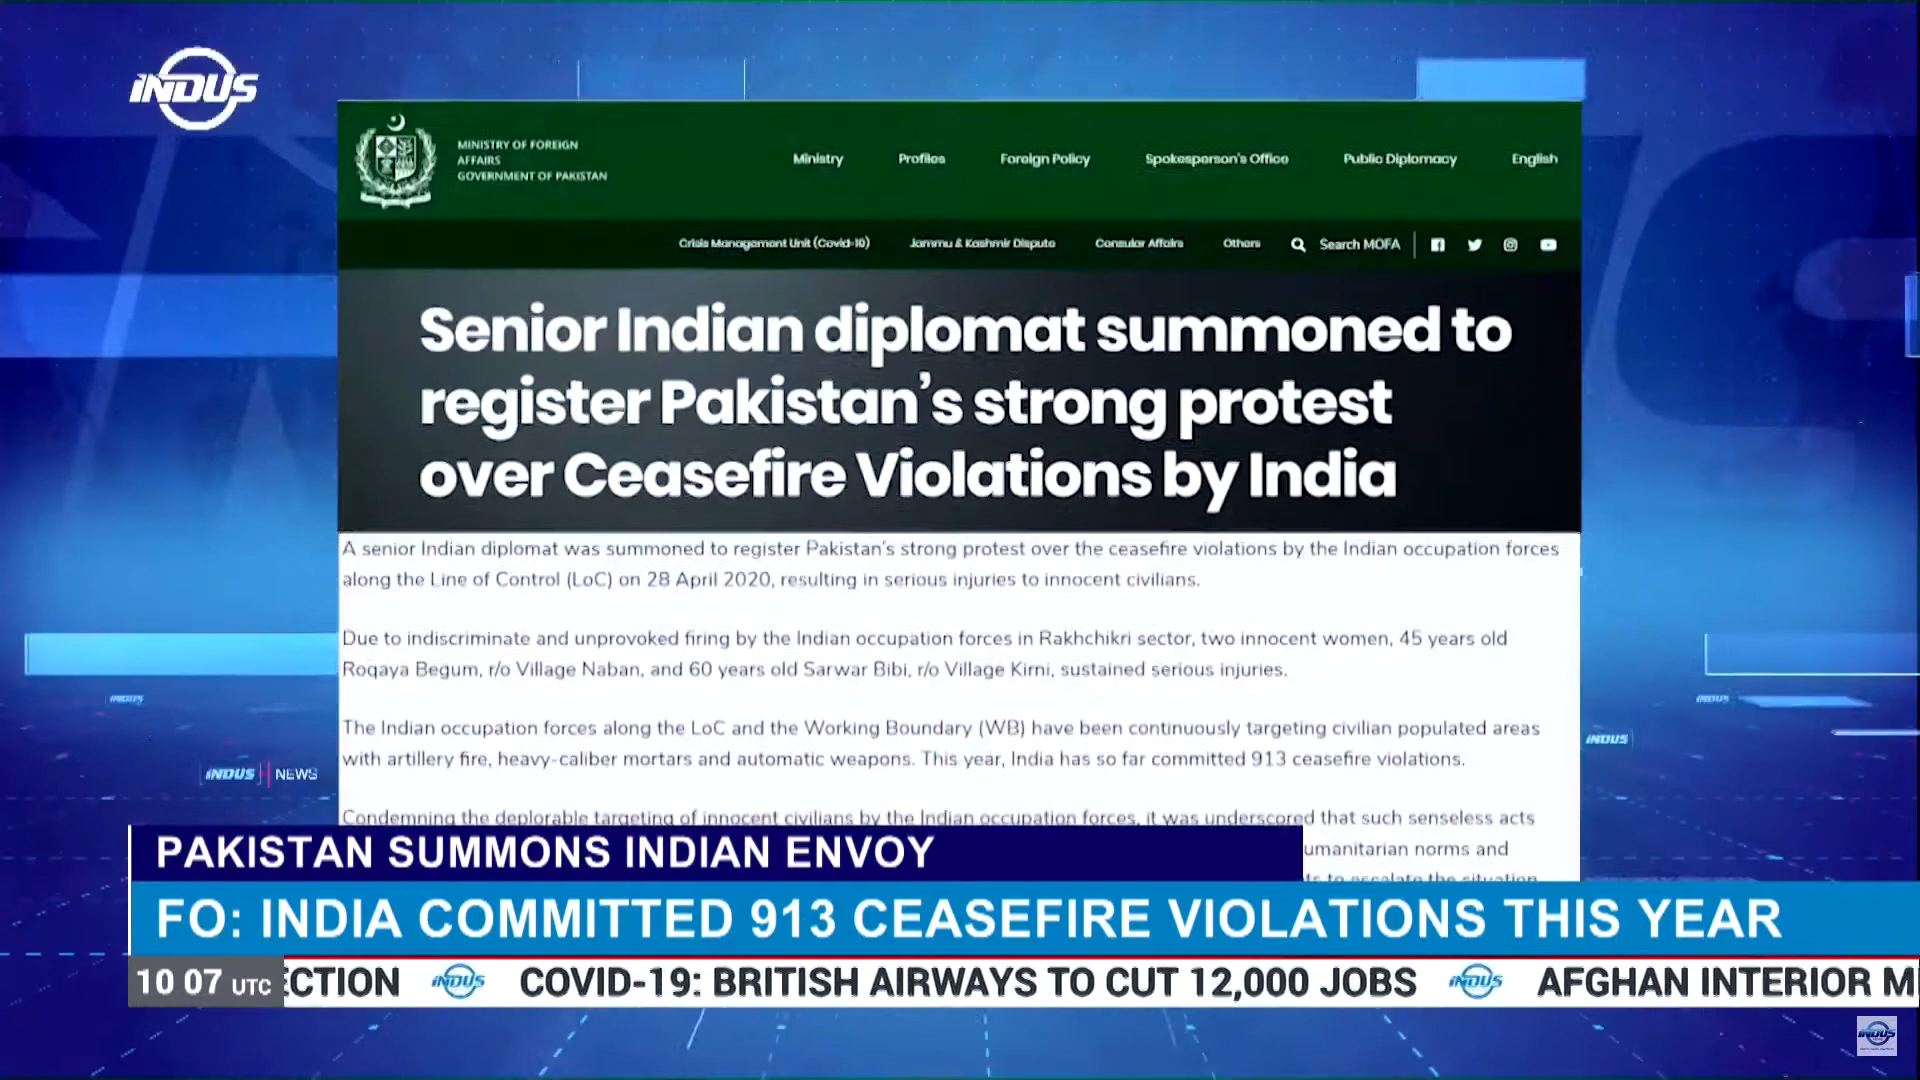 INDUS
MINISTRY OF FOREIGN
AFFAIRS
GOVERNMENT OF PAKISTAN
Ministry Profiles Foreign Policy Spokesperson's Office Public Diplomacy English
Crisis Management Unit (Covid-19) Jammu & Kashmir Dispute Consular Affairs Others Search MOFA
Senior Indian diplomat summoned to
register Pakistan's strong protest
over Ceasefire Violations by India
A senior Indian diplomat was summoned to register Pakistan's strong protest over the ceasefire violations by the Indian occupation forces
along the Line of Control (LoC) on 28 April 2020, resulting in serious injuries to innocent civilians.
Due to indiscriminate and unprovoked firing by the Indian occupation forces in Rakhchikri sector, two innocent women, 45 years old
Roqaya Begum, r/o Village Naban, and 60 years old Sarwar Bibi, r/o Village Kirni, sustained serious injuries.
The Indian occupation forces along the LoC and the Working Boundary (WB) have been continuously targeting civilian populated areas
with artillery fire, heavy-caliber mortars and automatic weapons. This year, India has so far committed 913 ceasefire violations.
Condemning the deplorable targeting of innocent civilians by the Indian occupation forces, it was underscored that such senseless acts
umanitarian norms and
to escalate the situation
INDUS
INDUS
INDUS
INDUS NEWS
PAKISTAN SUMMONS INDIAN ENVOY
FO: INDIA COMMITTED 913 CEASEFIRE VIOLATIONS THIS YEAR
10 07 UTC ECTION INDUS COVID-19: BRITISH AIRWAYS TO CUT 12,000 JOBS INDUS AFGHAN INTERIOR M
INDUS